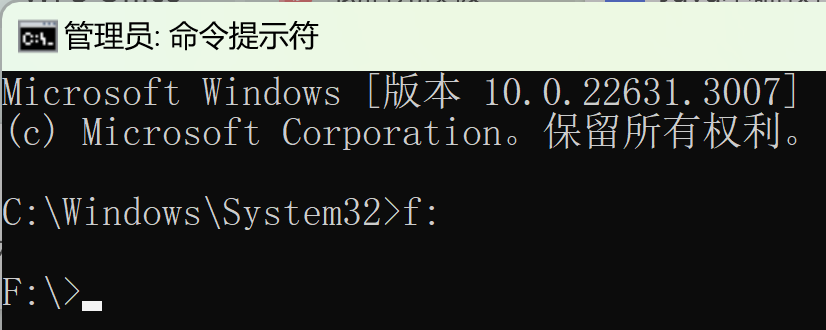 管理员: 命令提示符
Microsoft Windows [版本 10.0.22631.3007]
(c) Microsoft Corporation。保留所有权利。
C:\Windows\System32>f:
F:\>